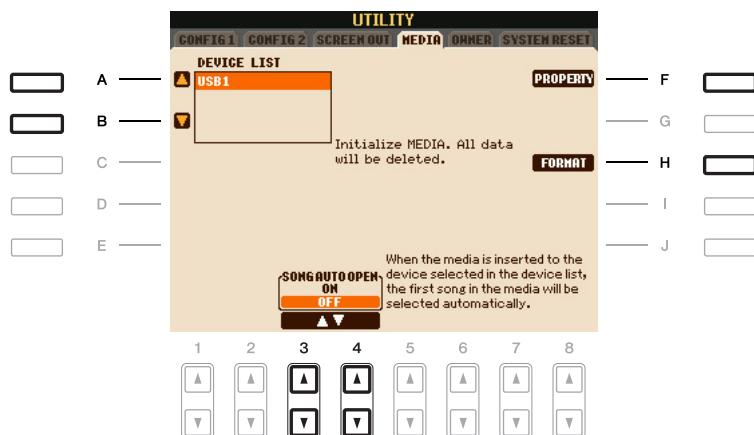 UTILITY
CONFIG 1 CONFIG 2 SCREEN OUT MEDIA OWNER SYSTEM RESET
DEVICE LIST
USB1
PROPERTY
A
F
B
G
Initialize MEDIA. All data
will be deleted.
FORMAT
C
H
D
I
E
J
When the media is inserted to the
device selected in the device list,
the first song in the media will be
selected automatically.
SONG AUTO OPEN
ON
OFF
1 2 3 4 5 6 7 8